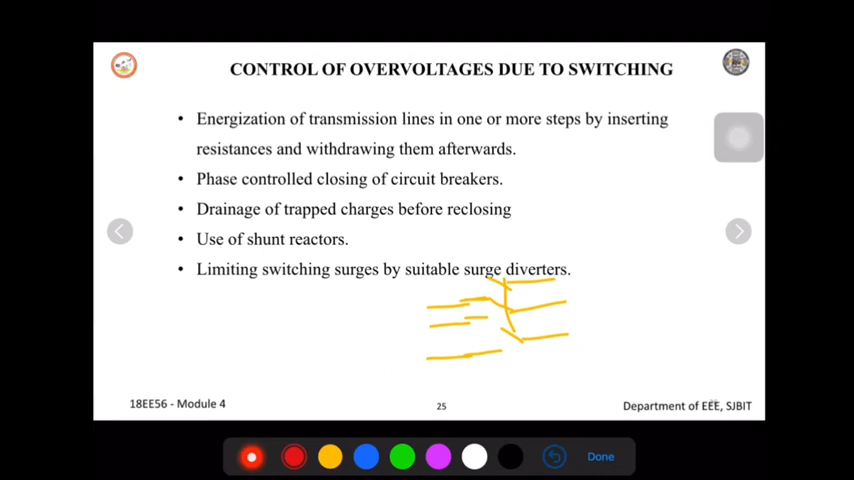 CONTROL OF OVERVOLTAGES DUE TO SWITCHING
• Energization of transmission lines in one or more steps by inserting
resistances and withdrawing them afterwards.
• Phase controlled closing of circuit breakers.
• Drainage of trapped charges before reclosing
• Use of shunt reactors.
• Limiting switching surges by suitable surge diverters.
18EE56 - Module 4
25
Department of EEE, SJBIT
Done